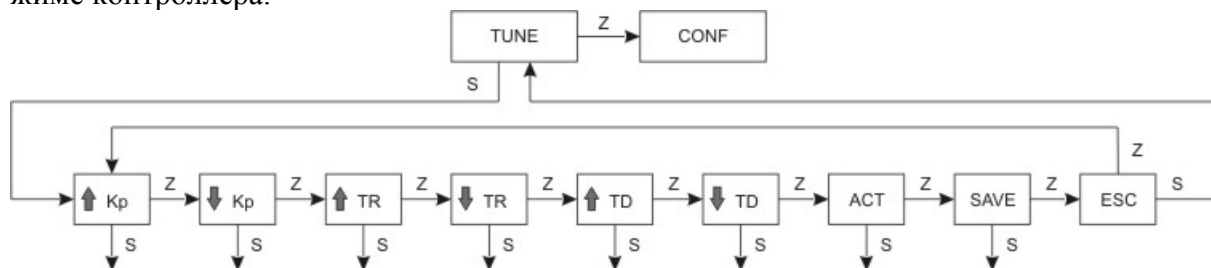 жиме контроллера.
TUNE Z CONF
S
Z
Kp Z Kp Z TR Z TR Z TD Z TD Z ACT Z SAVE Z ESC S
S S S S S S S S